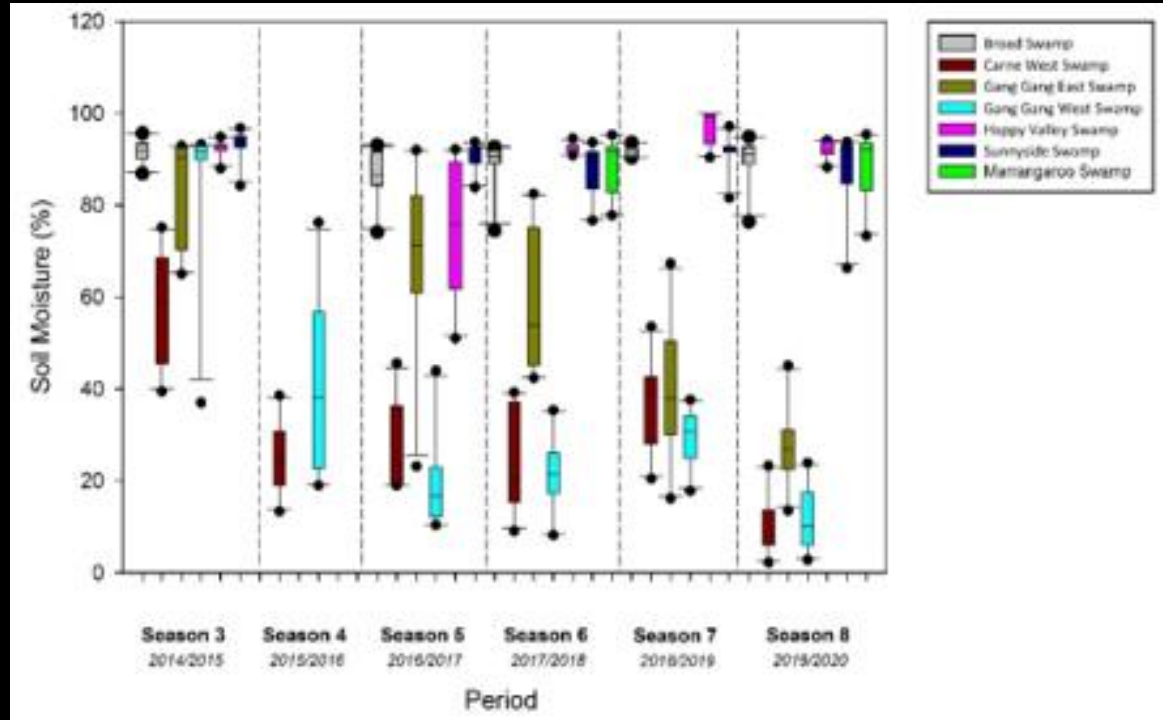 120
100
80
60
40
20
0
Soil Moisture (%)
Broad Swamp
Carne West Swamp
Gang Gang East Swamp
Gang Gang West Swamp
Happy Valley Swamp
Sunnyside Swamp
Marrangaroo Swamp
Season 3
2014/2015
Season 4
2015/2016
Season 5
2016/2017
Season 6
2017/2018
Season 7
2018/2019
Season 8
2019/2020
Period